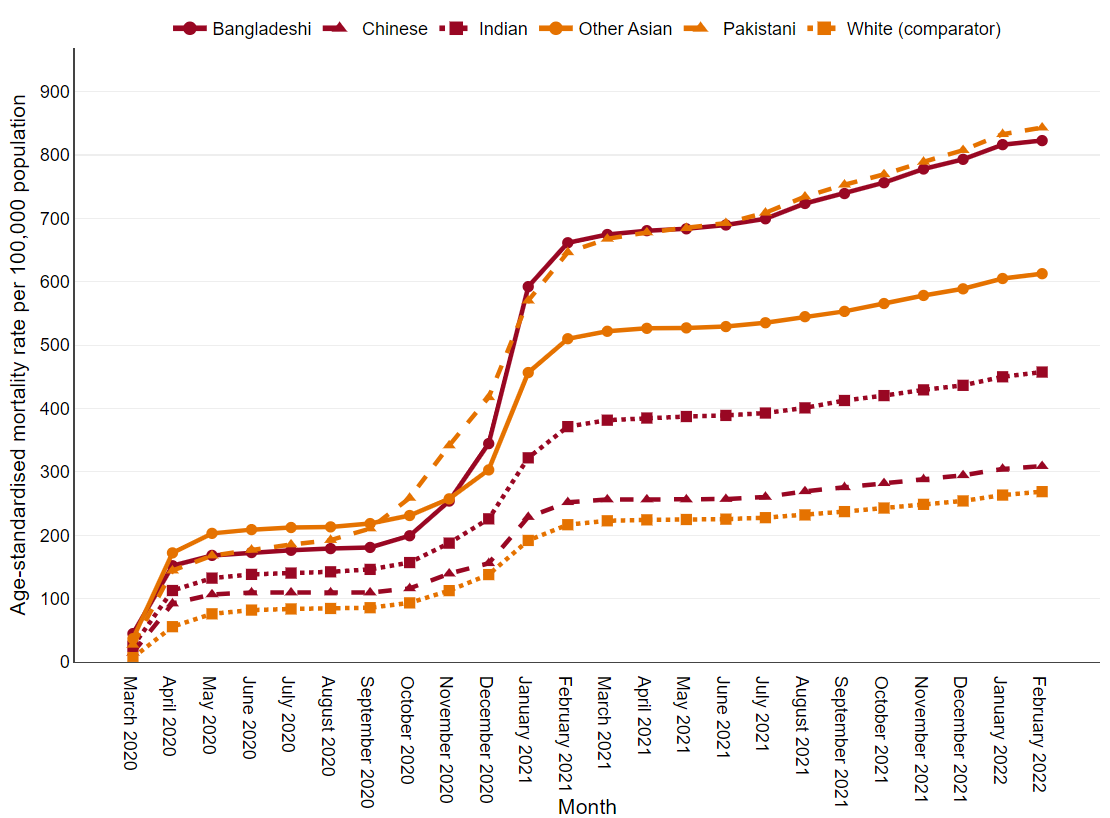 Bangladeshi Chinese Indian Other Asian Pakistani White (comparator)
Age-standardised mortality rate per 100,000 population
900
800
700
600
500
400
300
200
100
0
March 2020
April 2020
May 2020
June 2020
July 2020
August 2020
September 2020
October 2020
November 2020
December 2020
January 2021
February 2021
March 2021
April 2021
May 2021
June 2021
July 2021
August 2021
September 2021
October 2021
November 2021
December 2021
January 2022
February 2022
Month